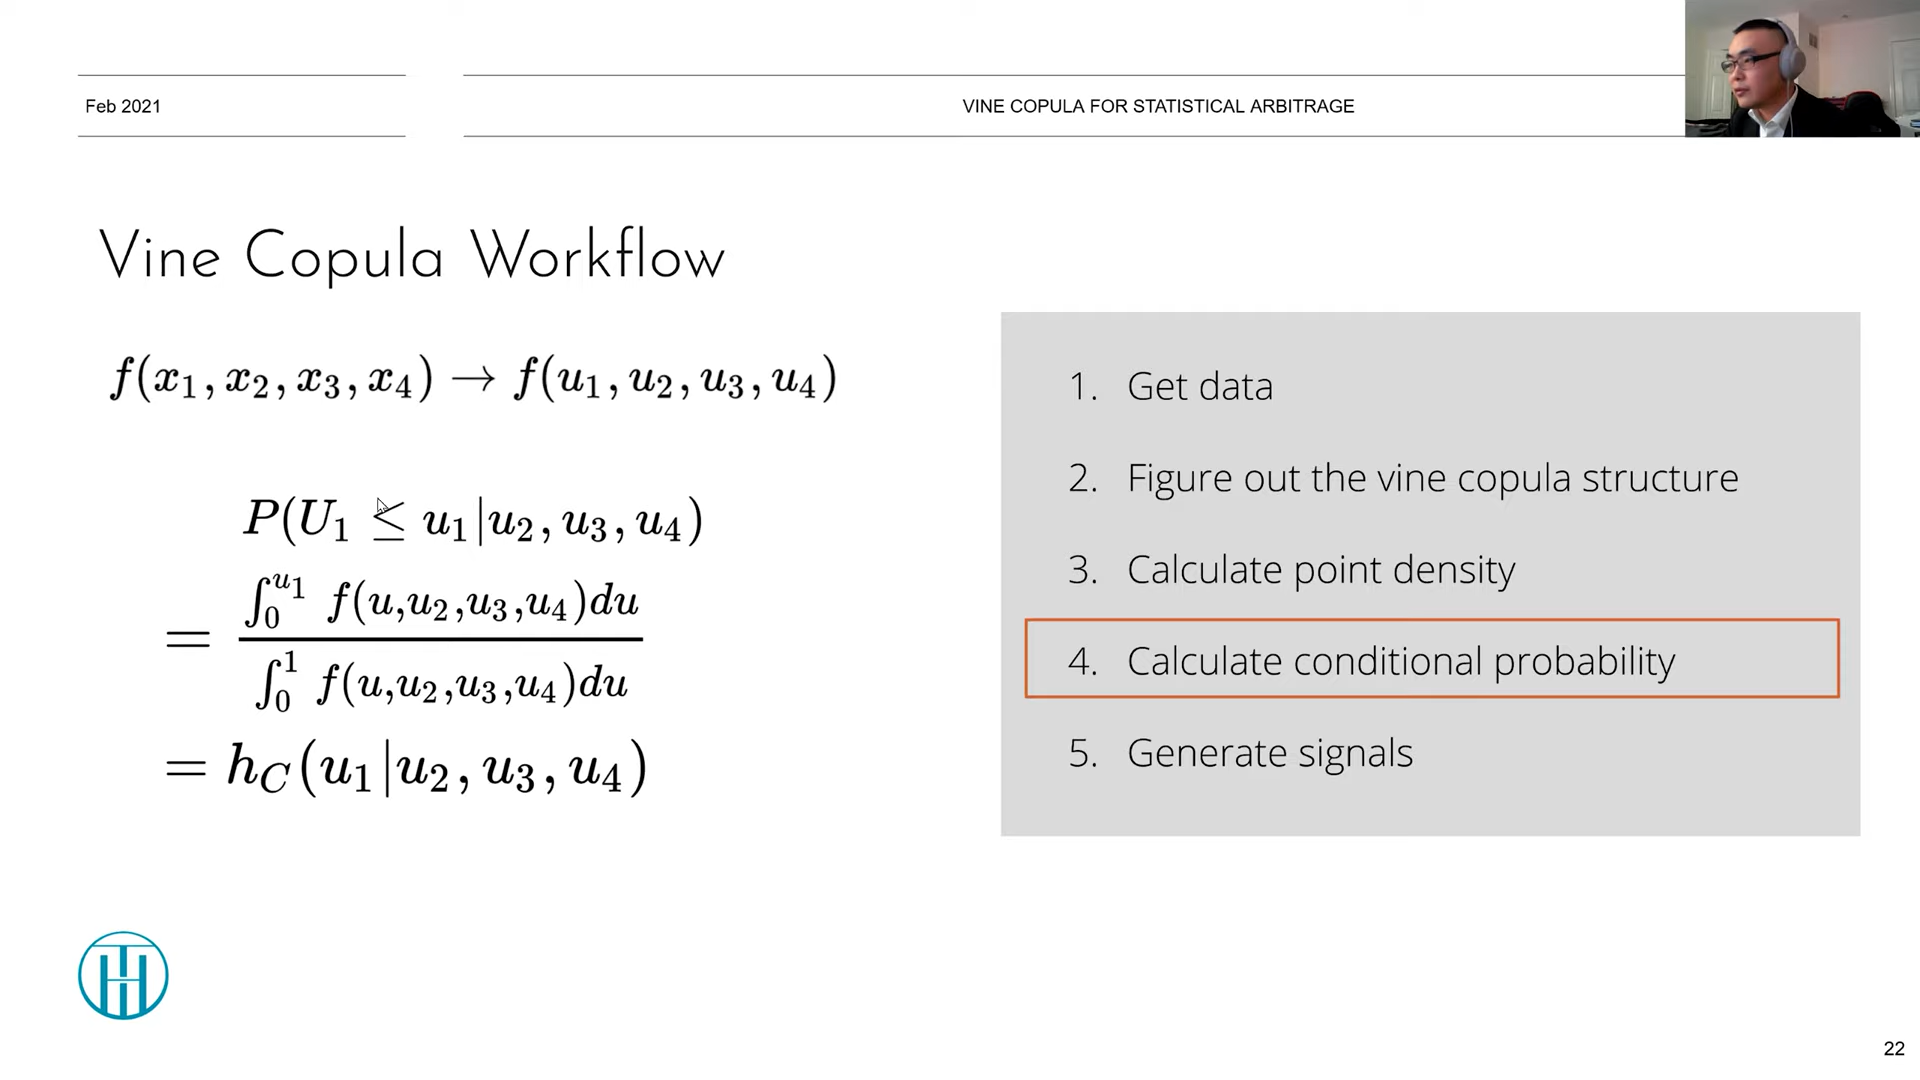 Feb 2021
VINE COPULA FOR STATISTICAL ARBITRAGE
Vine Copula Workflow
f(x₁, x₂, x₃, x₄) → f(u₁, u₂, u₃, u₄)
P(U₁ ≤ u₁|u₂, u₃, u₄)
= ∫₀^{u₁} f(u,u₂,u₃,u₄)du / ∫₀¹ f(u,u₂,u₃,u₄)du
= h_C(u₁|u₂, u₃, u₄)
1. Get data
2. Figure out the vine copula structure
3. Calculate point density
4. Calculate conditional probability
5. Generate signals
22